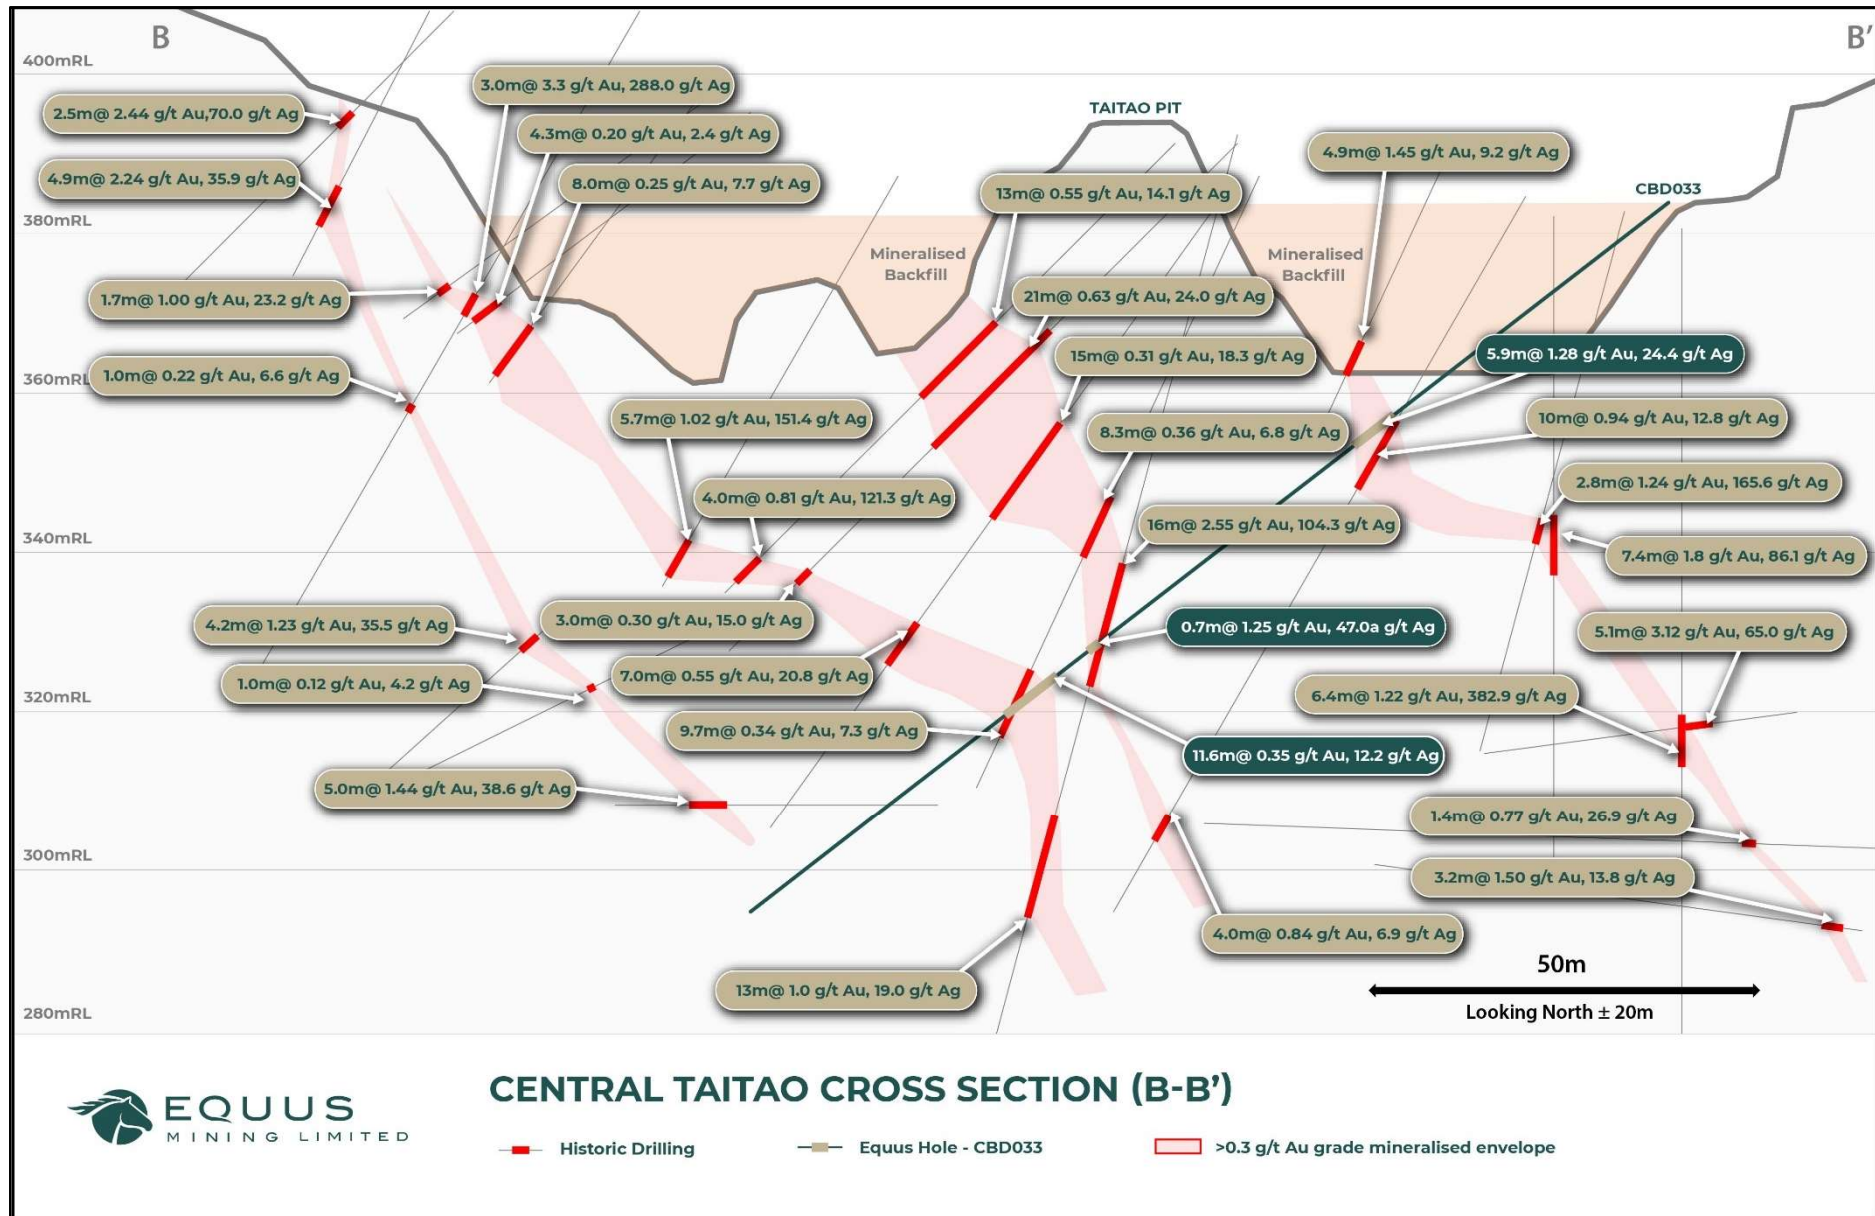 B
B'
400mRL
3.0m@ 3.3 g/t Au, 288.0 g/t Ag
2.5m@ 2.44 g/t Au,70.0 g/t Ag
TAITAO PIT
4.3m@ 0.20 g/t Au, 2.4 g/t Ag
4.9m@ 1.45 g/t Au, 9.2 g/t Ag
4.9m@ 2.24 g/t Au, 35.9 g/t Ag
8.0m@ 0.25 g/t Au, 7.7 g/t Ag
13m@ 0.55 g/t Au, 14.1 g/t Ag
CBD033
380mRL
Mineralised
Backfill
Mineralised
Backfill
1.7m@ 1.00 g/t Au, 23.2 g/t Ag
21m@ 0.63 g/t Au, 24.0 g/t Ag
15m@ 0.31 g/t Au, 18.3 g/t Ag
5.9m@ 1.28 g/t Au, 24.4 g/t Ag
360mRL
1.0m@ 0.22 g/t Au, 6.6 g/t Ag
5.7m@ 1.02 g/t Au, 151.4 g/t Ag
8.3m@ 0.36 g/t Au, 6.8 g/t Ag
10m@ 0.94 g/t Au, 12.8 g/t Ag
4.0m@ 0.81 g/t Au, 121.3 g/t Ag
2.8m@ 1.24 g/t Au, 165.6 g/t Ag
16m@ 2.55 g/t Au, 104.3 g/t Ag
340mRL
7.4m@ 1.8 g/t Au, 86.1 g/t Ag
4.2m@ 1.23 g/t Au, 35.5 g/t Ag
3.0m@ 0.30 g/t Au, 15.0 g/t Ag
0.7m@ 1.25 g/t Au, 47.0a g/t Ag
5.1m@ 3.12 g/t Au, 65.0 g/t Ag
7.0m@ 0.55 g/t Au, 20.8 g/t Ag
1.0m@ 0.12 g/t Au, 4.2 g/t Ag
6.4m@ 1.22 g/t Au, 382.9 g/t Ag
320mRL
9.7m@ 0.34 g/t Au, 7.3 g/t Ag
11.6m@ 0.35 g/t Au, 12.2 g/t Ag
5.0m@ 1.44 g/t Au, 38.6 g/t Ag
1.4m@ 0.77 g/t Au, 26.9 g/t Ag
300mRL
3.2m@ 1.50 g/t Au, 13.8 g/t Ag
4.0m@ 0.84 g/t Au, 6.9 g/t Ag
13m@ 1.0 g/t Au, 19.0 g/t Ag
50m
Looking North ± 20m
280mRL
EQUUS
MINING LIMITED
CENTRAL TAITAO CROSS SECTION (B-B')
Historic Drilling
Equus Hole - CBD033
>0.3 g/t Au grade mineralised envelope